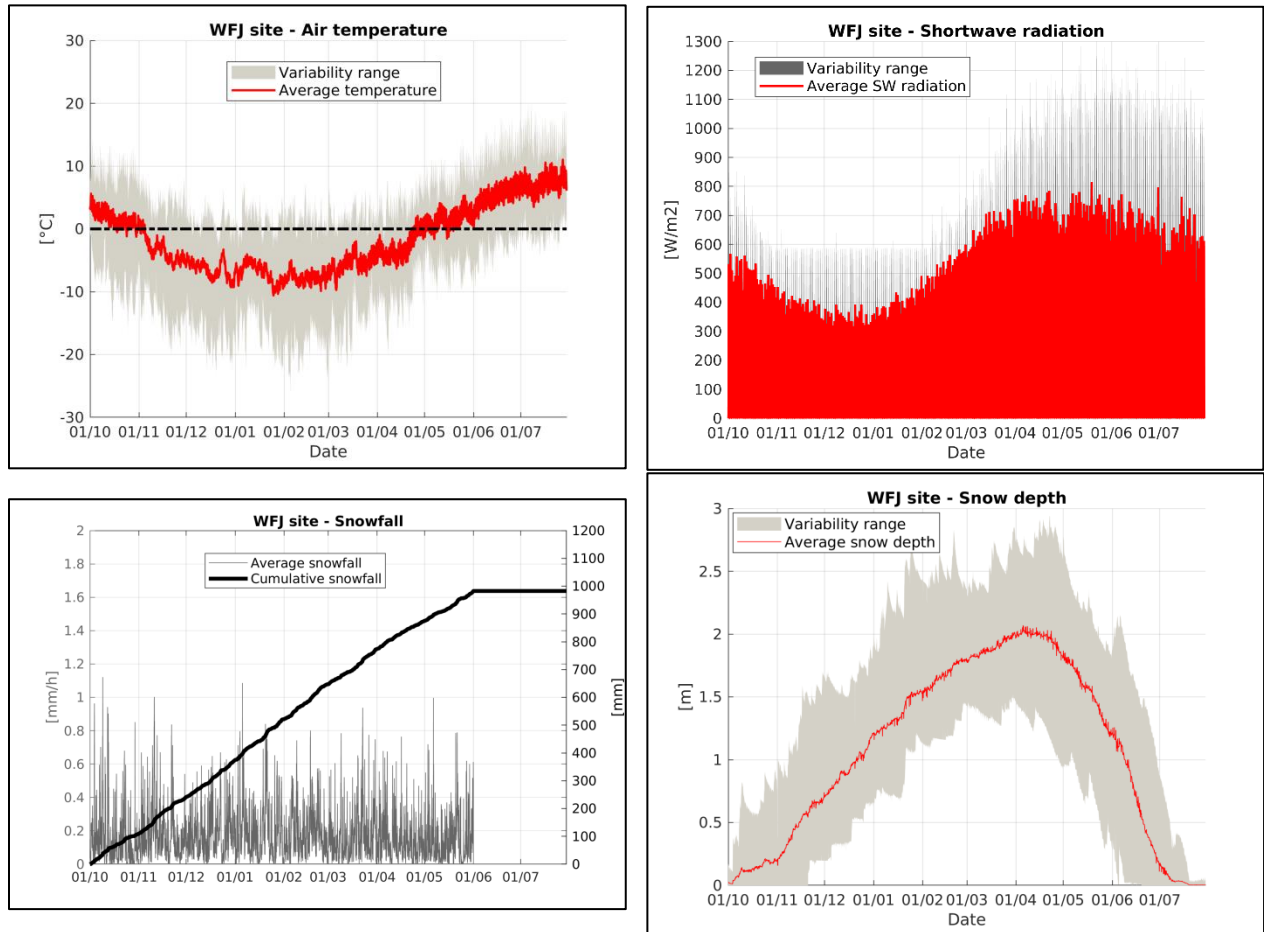 WFJ site - Air temperature
30
20
10
0
-10
-20
-30
[°C]
Variability range
Average temperature
01/10 01/11 01/12 01/01 01/02 01/03 01/04 01/05 01/06 01/07
Date
WFJ site - Shortwave radiation
1300
1200
1100
1000
900
800
700
600
500
400
300
200
100
0
[W/m2]
Variability range
Average SW radiation
01/10 01/11 01/12 01/01 01/02 01/03 01/04 01/05 01/06 01/07
Date
WFJ site - Snowfall
2
1.8
1.6
1.4
1.2
1
0.8
0.6
0.4
0.2
0
[mm/h]
Average snowfall
Cumulative snowfall
1200
1100
1000
900
800
700
600
500
400
300
200
100
0
[mm]
01/10 01/11 01/12 01/01 01/02 01/03 01/04 01/05 01/06 01/07
WFJ site - Snow depth
3
2.5
2
1.5
1
0.5
0
[m]
Variability range
Average snow depth
01/10 01/11 01/12 01/01 01/02 01/03 01/04 01/05 01/06 01/07
Date